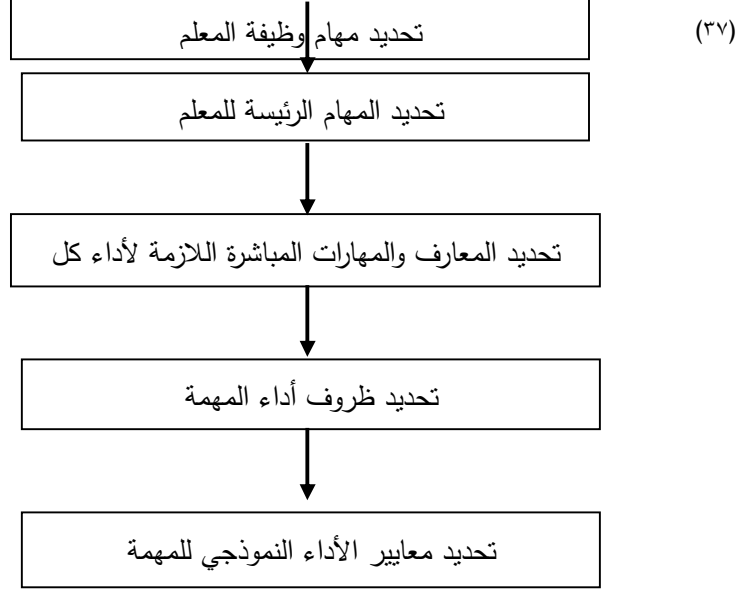 (٣٧)
تحديد مهام وظيفة المعلم
تحديد المهام الرئيسة للمعلم
تحديد المعارف والمهارات المباشرة اللازمة لأداء كل
تحديد ظروف أداء المهمة
تحديد معايير الأداء النموذجي للمهمة